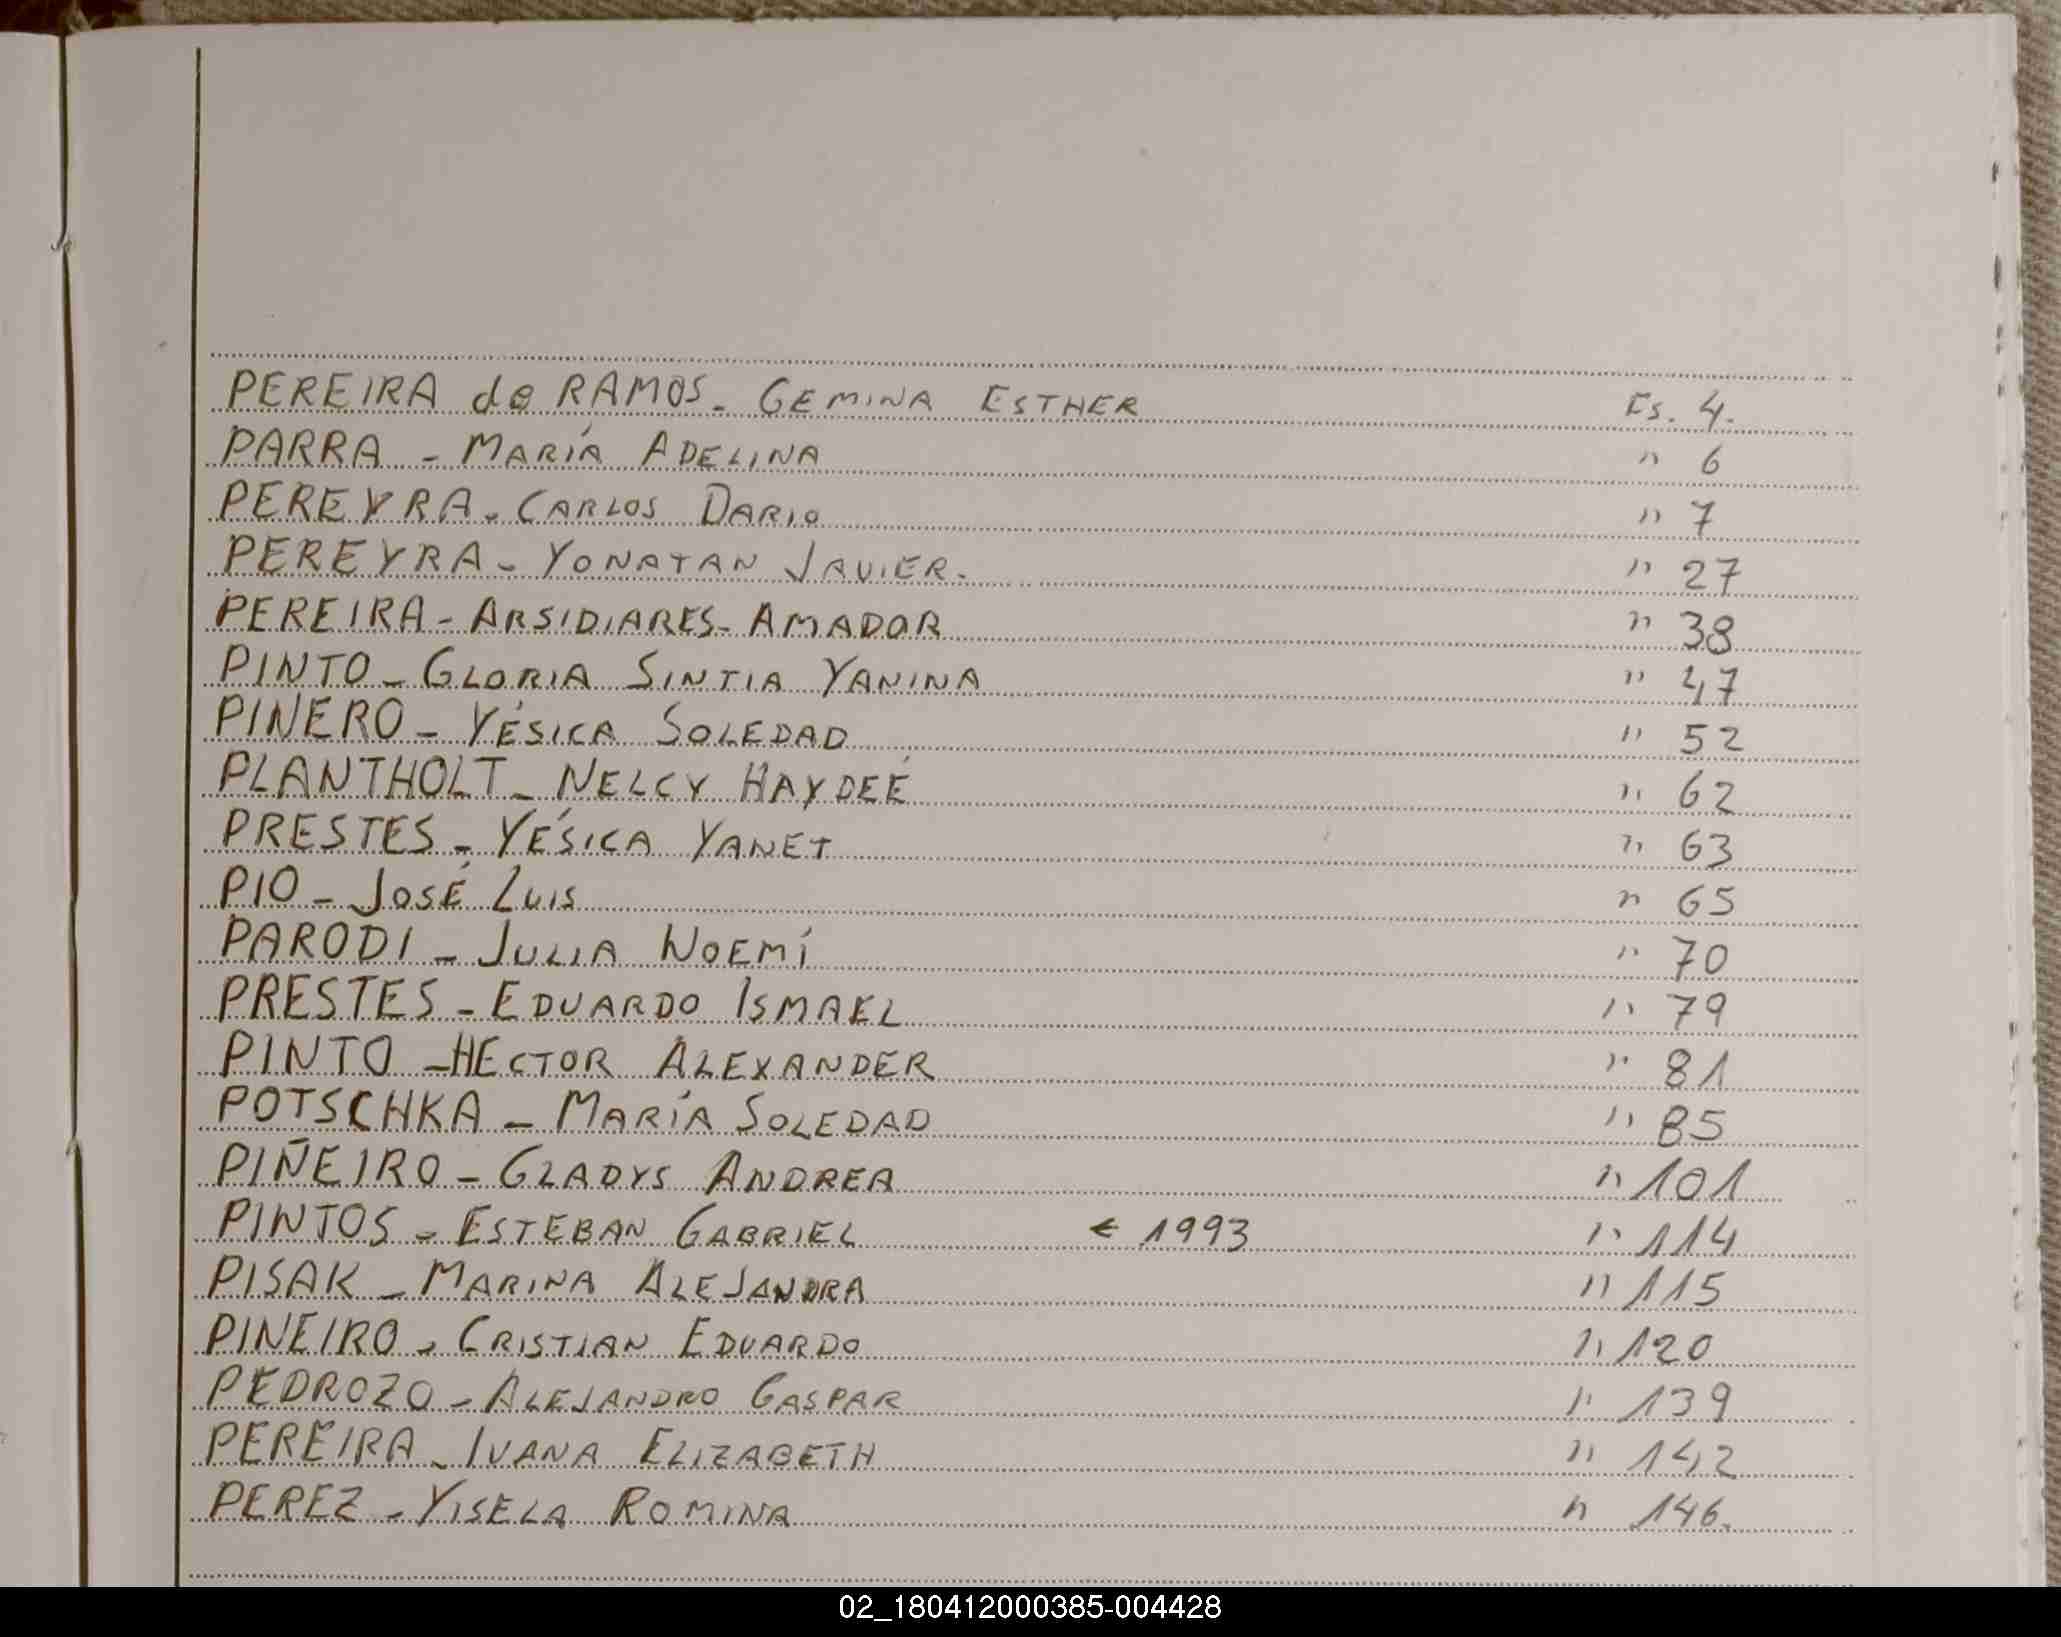 PEREIRA de RAMOS - GEMINA ESTHER Fs. 4.
PARRA - MARÍA ADELINA " 6
PEREYRA - CARLOS DARIO " 7
PEREYRA - YONATAN JAVIER. " 27
PEREIRA - ARSIDIARES - AMADOR " 38
PINTO - GLORIA SINTIA YANINA " 47
PINERO - YÉSICA SOLEDAD " 52
PLANTHOLT - NELCY HAYDEÉ " 62
PRESTES - YÉSICA YANET " 63
PIO - JOSÉ LUIS " 65
PARODI - JULIA NOEMÍ " 70
PRESTES - EDUARDO ISMAEL " 79
PINTO - HECTOR ALEXANDER " 81
POTSCHKA - MARÍA SOLEDAD " 85
PIÑEIRO - GLADYS ANDREA " 101
PINTOS - ESTEBAN GABRIEL ← 1993 " 114
PISAK - MARINA ALEJANDRA " 115
PINEIRO - CRISTIAN EDUARDO " 120
PEDROZO - ALEJANDRO GASPAR " 139
PEREIRA - IVANA ELIZABETH " 142
PEREZ - YISELA ROMINA " 146.
02_180412000385-004428